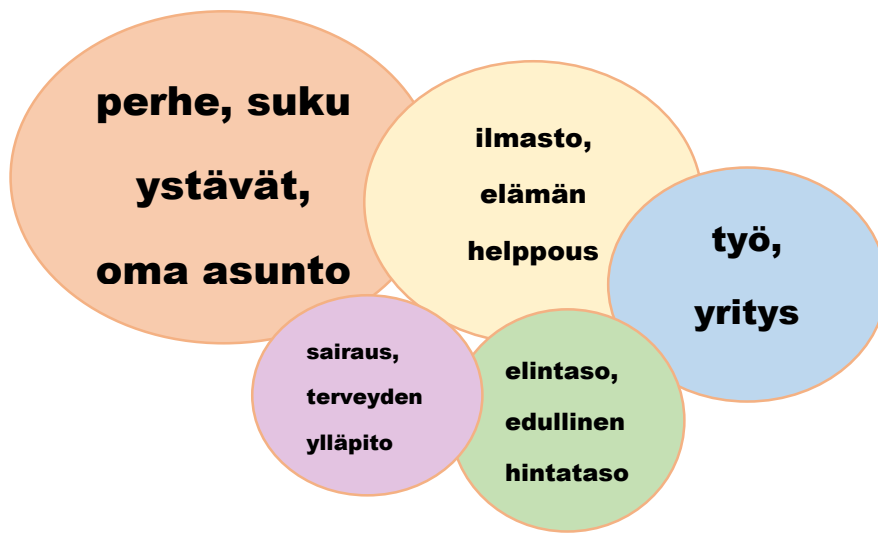 perhe, suku
ystävät,
oma asunto
ilmasto,
elämän
helppous
työ,
yritys
sairaus,
terveyden
ylläpito
elintaso,
edullinen
hintataso